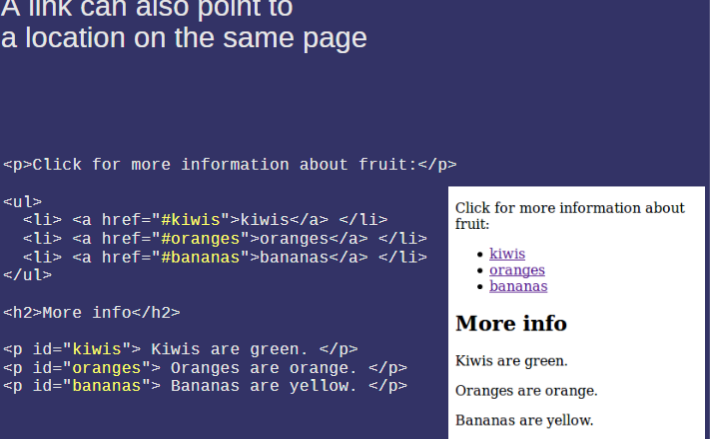 A link can also point to
a location on the same page
<p>Click for more information about fruit:</p>
<ul>
<li> <a href="#kiwis">kiwis</a> </li>
<li> <a href="#oranges">oranges</a> </li>
<li> <a href="#bananas">bananas</a> </li>
</ul>
<h2>More info</h2>
<p id="kiwis"> Kiwis are green. </p>
<p id="oranges"> Oranges are orange. </p>
<p id="bananas"> Bananas are yellow. </p>
Click for more information about
fruit:
• kiwis
• oranges
• bananas
More info
Kiwis are green.
Oranges are orange.
Bananas are yellow.